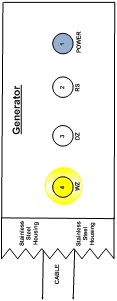 Generator
1
POWER
2
RS
3
DZ
4
WZ
Stainless
Steel
Housing
Stainless
Steel
Housing
CABLE